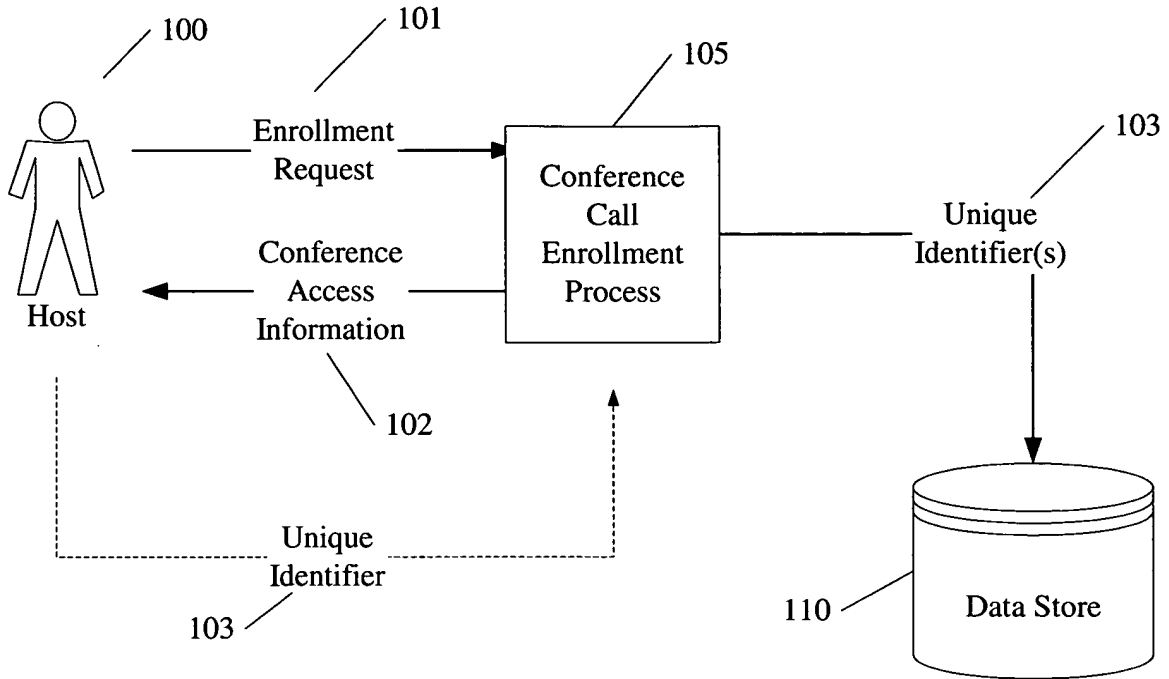 100
101
105
103
Enrollment
Request
Conference
Call
Enrollment
Process
Unique
Identifier(s)
Conference
Access
Information
Host
102
Unique
Identifier
103
110
Data Store